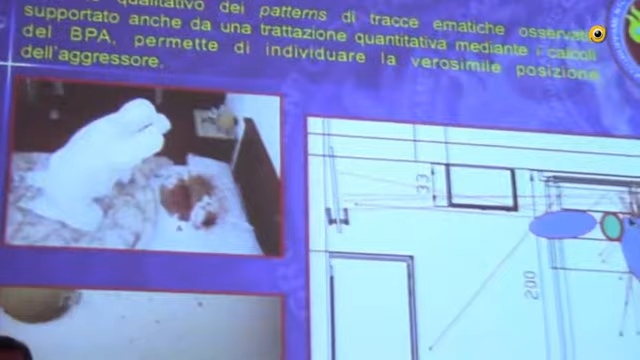 qualitativo dei patterns di tracce ematiche
supportato anche da una trattazione quantitativa mediante i calcoli
del BPA, permette di individuare la verosimile posizione
dell'aggressore.
33
200